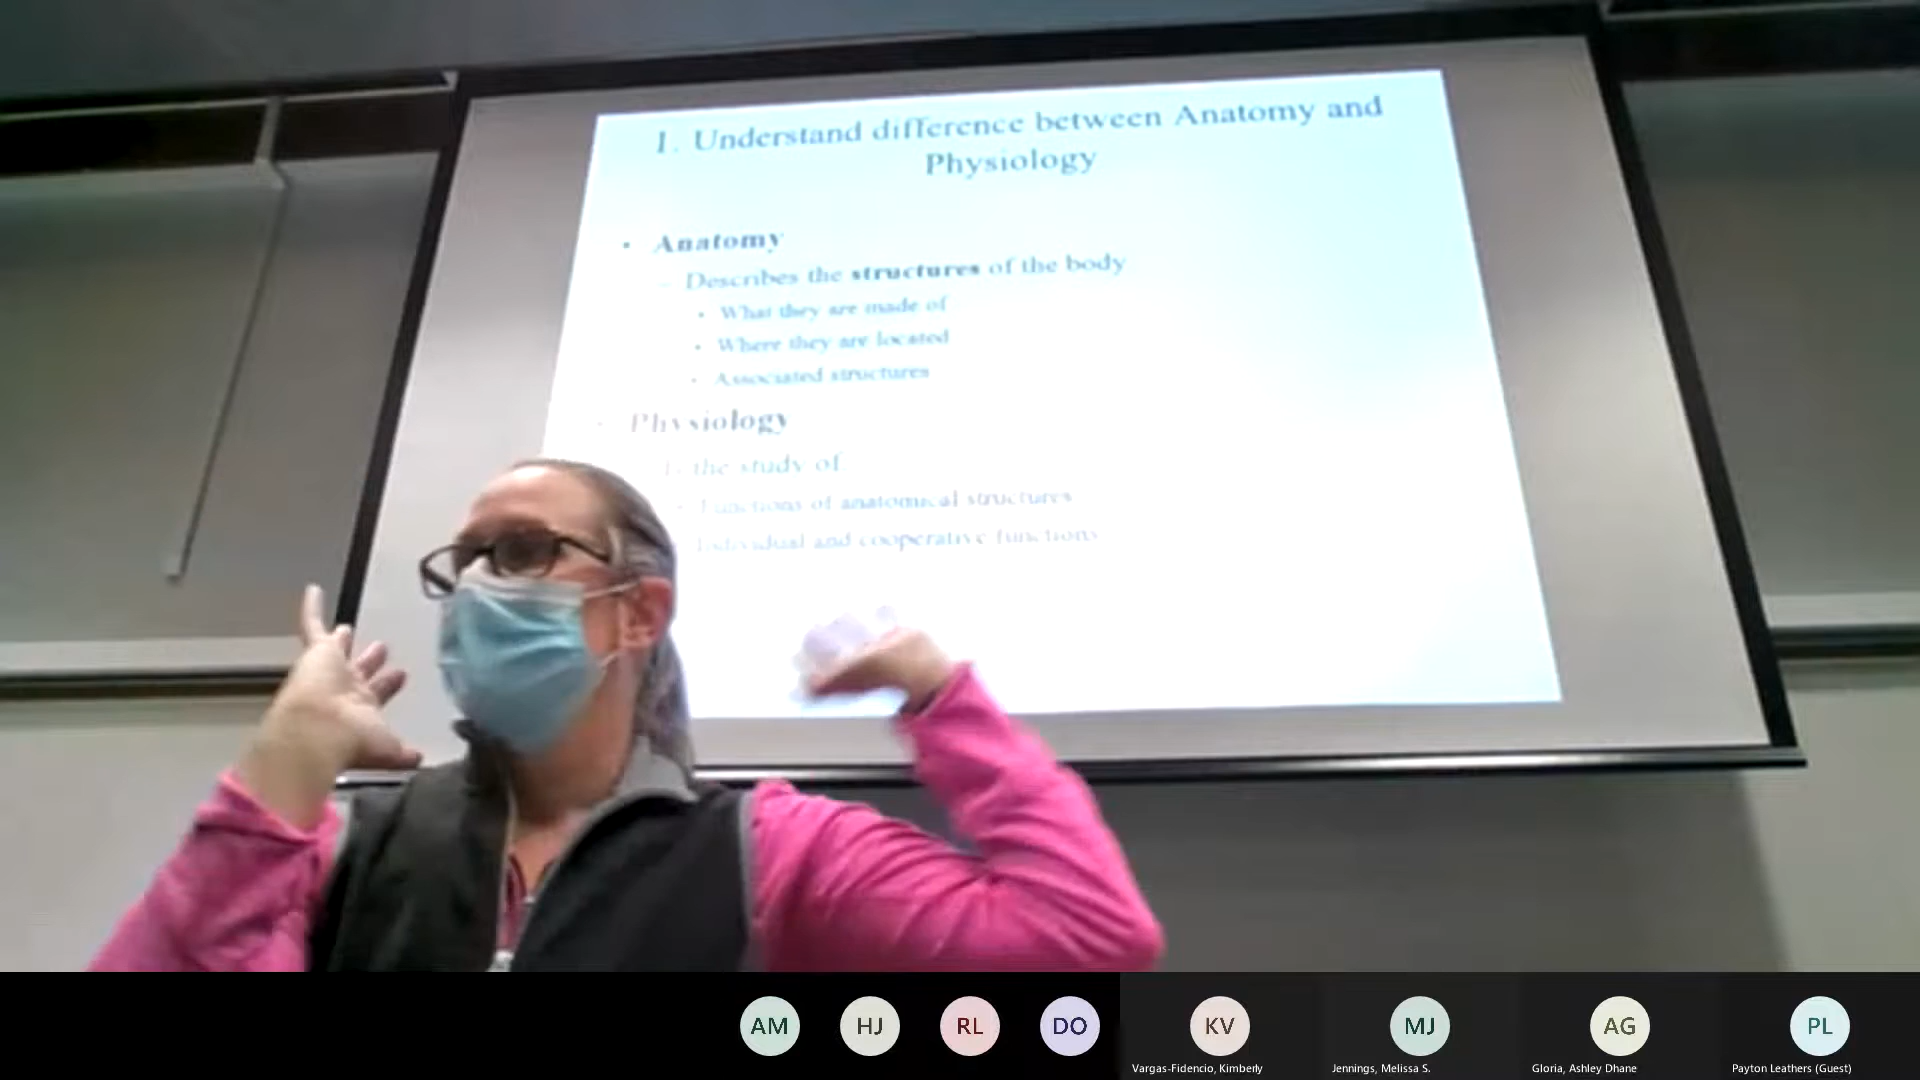 1. Understand difference between Anatomy and
Physiology
• Anatomy
– Describes the structures of the body
• What they are made of
• Where they are located
• Associated structures
• Physiology
the study of
• Functions of anatomical structures
Individual and cooperative functions
AM
HJ
RL
DO
KV
MJ
AG
PL
Vargas-Fidencio, Kimberly
Jennings, Melissa S.
Gloria, Ashley Dhane
Payton Leathers (Guest)